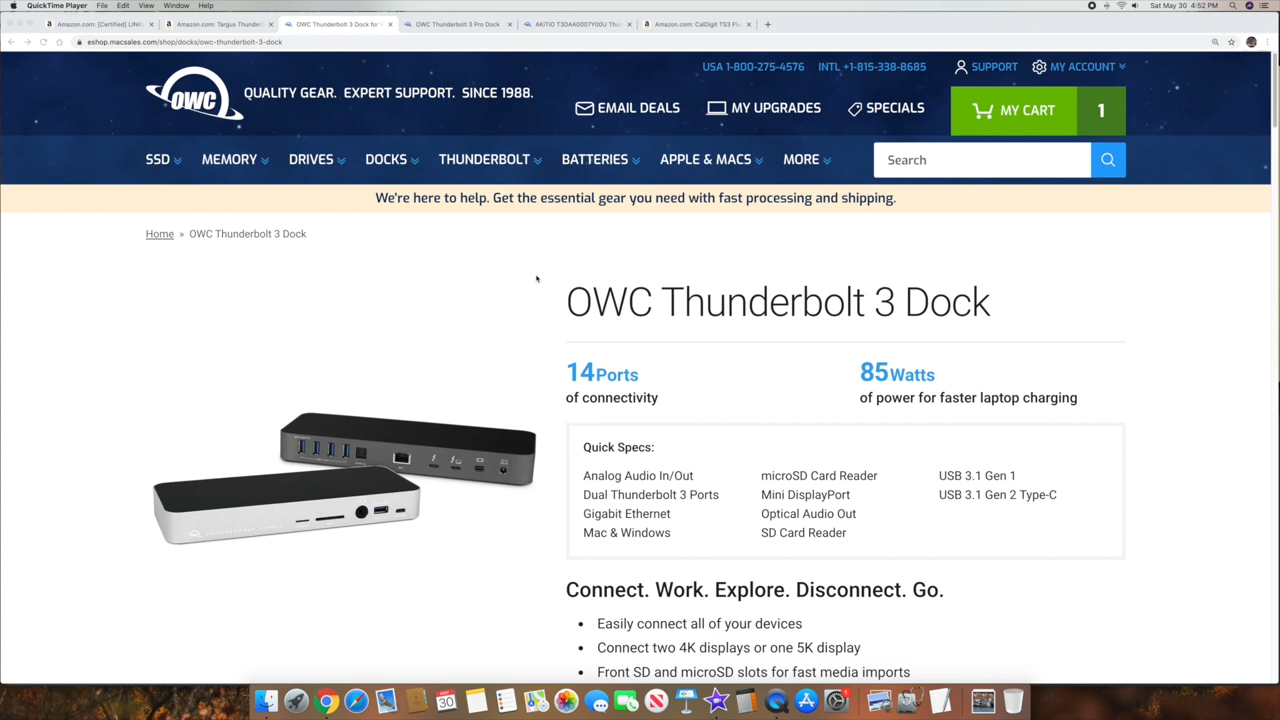 QuickTime Player File Edit View Window Help
Sat May 30 4:52 PM
Amazon.com: [Certified] LINK
Amazon.com: Targus Thunderb
OWC Thunderbolt 3 Dock for
OWC Thunderbolt 3 Pro Dock
AKiTiO T3DAA0007Y00U Thu
Amazon.com: CalDigit TS3 Plu
eshop.macsales.com/shop/docks/owc-thunderbolt-3-dock
USA 1-800-275-4576 INTL +1-815-338-8685 SUPPORT MY ACCOUNT
OWC QUALITY GEAR. EXPERT SUPPORT. SINCE 1988.
EMAIL DEALS MY UPGRADES SPECIALS MY CART 1
SSD MEMORY DRIVES DOCKS THUNDERBOLT BATTERIES APPLE & MACS MORE Search
We're here to help. Get the essential gear you need with fast processing and shipping.
Home » OWC Thunderbolt 3 Dock
OWC Thunderbolt 3 Dock
14 Ports
of connectivity
85 Watts
of power for faster laptop charging
Quick Specs:
Analog Audio In/Out
Dual Thunderbolt 3 Ports
Gigabit Ethernet
Mac & Windows
microSD Card Reader
Mini DisplayPort
Optical Audio Out
SD Card Reader
USB 3.1 Gen 1
USB 3.1 Gen 2 Type-C
Connect. Work. Explore. Disconnect. Go.
• Easily connect all of your devices
• Connect two 4K displays or one 5K display
• Front SD and microSD slots for fast media imports
30
1